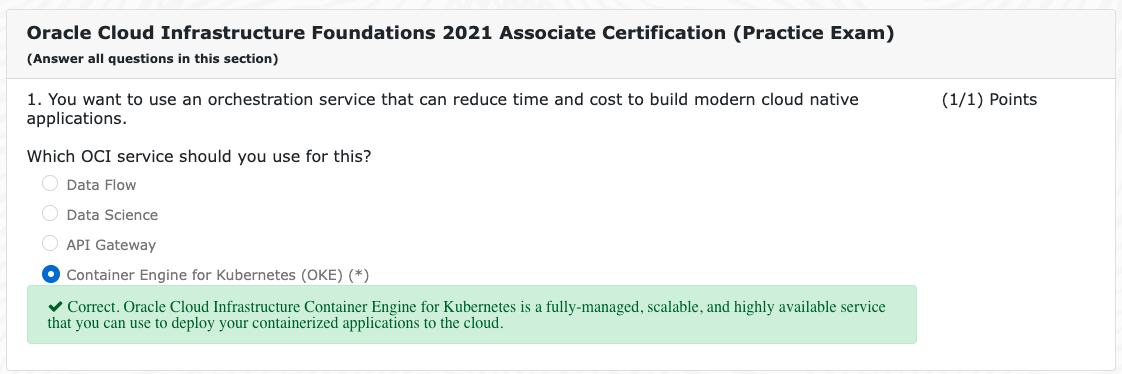 Oracle Cloud Infrastructure Foundations 2021 Associate Certification (Practice Exam)
(Answer all questions in this section)
1. You want to use an orchestration service that can reduce time and cost to build modern cloud native
applications.
(1/1) Points
Which OCI service should you use for this?
Data Flow
Data Science
API Gateway
Container Engine for Kubernetes (OKE) (*)
✔ Correct. Oracle Cloud Infrastructure Container Engine for Kubernetes is a fully-managed, scalable, and highly available service
that you can use to deploy your containerized applications to the cloud.